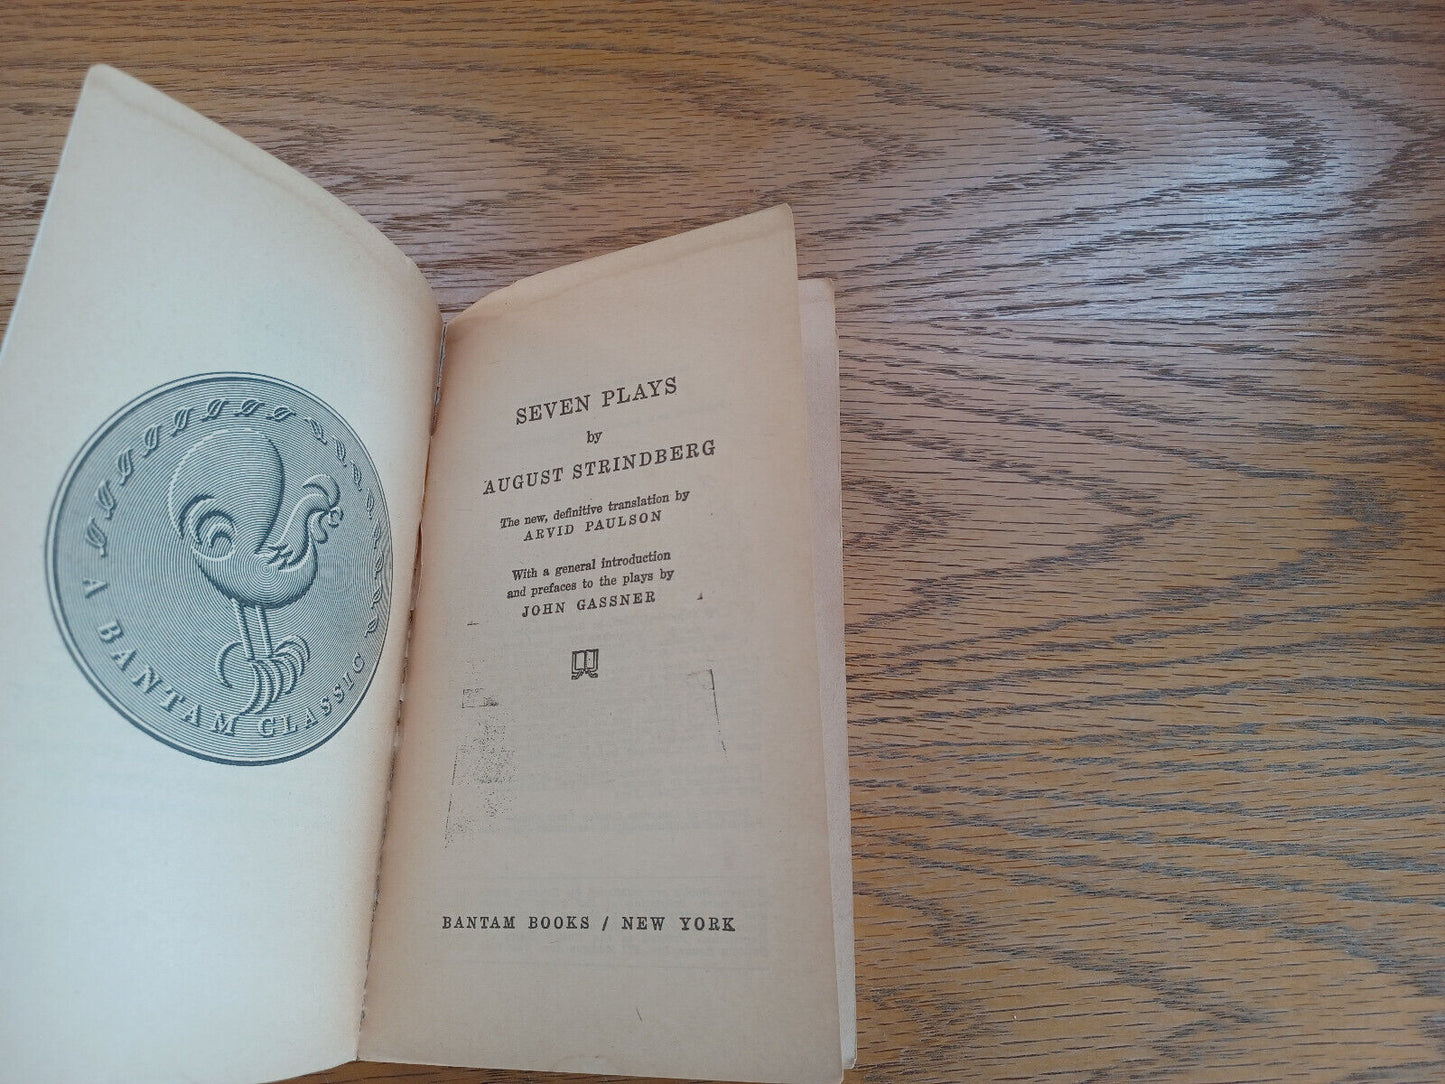 A BANTAM CLASSIC
SEVEN PLAYS
by
AUGUST STRINDBERG
The new, definitive translation by
ARVID PAULSON
With a general introduction
and prefaces to the plays by
JOHN GASSNER
BANTAM BOOKS / NEW YORK